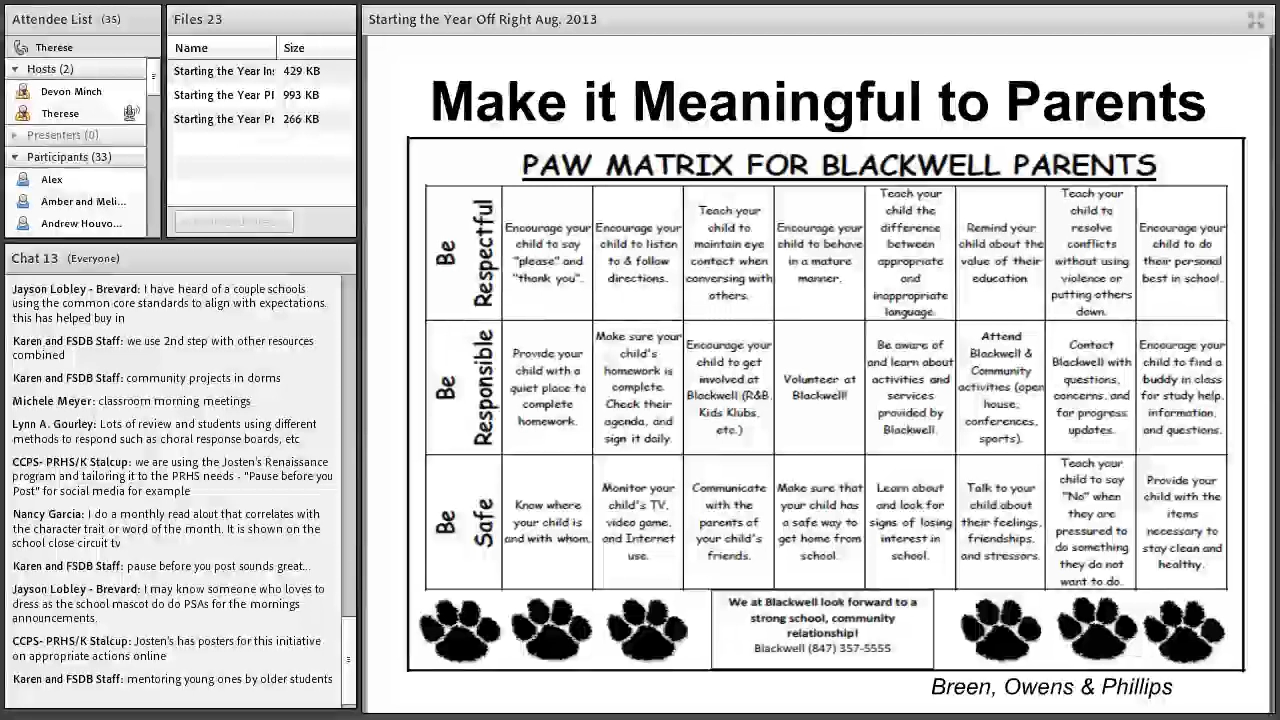 Attendee List (35)
Therese
Hosts (2)
Devon Minch
Therese
Presenters (0)
Participants (33)
Alex
Amber and Meli...
Andrew Houvo...
Files 23
Name Size
Starting the Year In: 429 KB
Starting the Year Pl 993 KB
Starting the Year Pr 266 KB
Chat 13 (Everyone)
Jayson Lobley - Brevard: I have heard of a couple schools
using the common core standards to align with expectations.
this has helped buy in
Karen and FSDB Staff: we use 2nd step with other resources
combined
Karen and FSDB Staff: community projects in dorms
Michele Meyer: classroom morning meetings
Lynn A. Gourley: Lots of review and students using different
methods to respond such as choral response boards, etc
CCPS- PRHS/K Stalcup: we are using the Josten's Renaissance
program and tailoring it to the PRHS needs - "Pause before you
Post" for social media for example
Nancy Garcia: I do a monthly read alout that correlates with
the character trait or word of the month. It is shown on the
school close circuit tv
Karen and FSDB Staff: pause before you post sounds great...
Jayson Lobley - Brevard: I may know someone who loves to
dress as the school mascot do do PSAs for the mornings
announcements.
CCPS- PRHS/K Stalcup: Josten's has posters for this initiative
on appropriate actions online
Karen and FSDB Staff: mentoring young ones by older students
Starting the Year Off Right Aug. 2013
Make it Meaningful to Parents
PAW MATRIX FOR BLACKWELL PARENTS
Be
Respectful
Encourage your
child to say
"please" and
"thank you".
Encourage your
child to listen
to & follow
directions.
Teach your
child to
maintain eye
contact when
conversing with
others.
Encourage your
child to behave
in a mature
manner.
Teach your
child the
difference
between
appropriate
and
inappropriate
language.
Remind your
child about the
value of their
education
Teach your
child to
resolve
conflicts
without using
violence or
putting others
down.
Encourage your
child to do
their personal
best in school.
Be
Responsible
Provide your
child with a
quiet place to
complete
homework.
Make sure your
child's
homework is
complete.
Check their
agenda, and
sign it daily.
Encourage your
child to get
involved at
Blackwell (R&B,
Kids Klubs,
etc.)
Volunteer at
Blackwell!
Be aware of
and learn about
activities and
services
provided by
Blackwell.
Attend
Blackwell &
Community
activities (open
house,
conferences,
sports).
Contact
Blackwell with
questions,
concerns, and
for progress
updates.
Encourage your
child to find a
buddy in class
for study help,
information,
and questions.
Be
Safe
Know where
your child is
and with whom.
Monitor your
child's TV,
video game,
and Internet
use.
Communicate
with the
parents of
your child's
friends.
Make sure that
your child has
a safe way to
get home from
school.
Learn about
and look for
signs of losing
interest in
school.
Talk to your
child about
their feelings,
friendships,
and stressors.
Teach your
child to say
"No" when
they are
pressured to
do something
they do not
want to do.
Provide your
child with the
items
necessary to
stay clean and
healthy.
We at Blackwell look forward to a
strong school, community
relationship!
Blackwell (847) 357-5555
Breen, Owens & Phillips